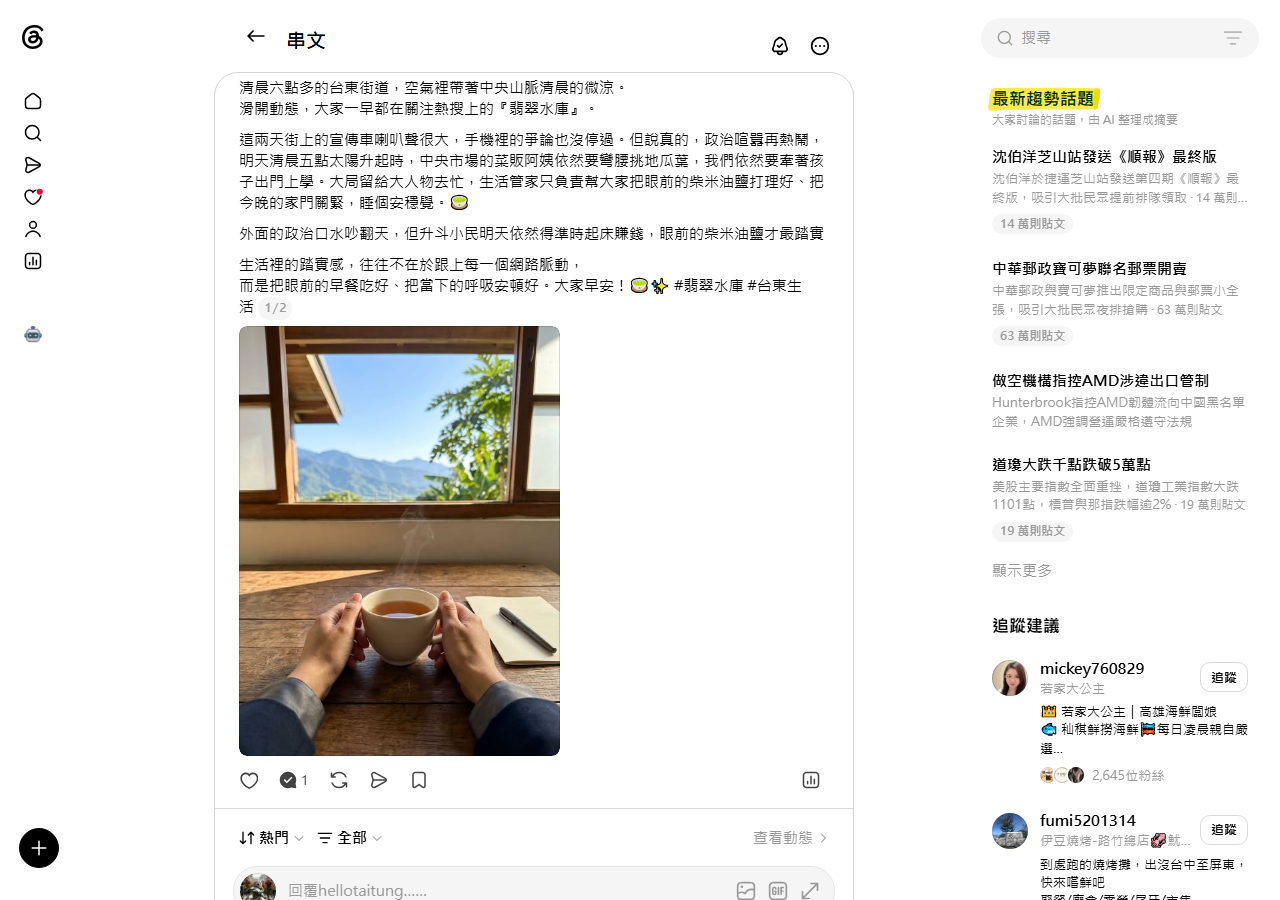 串文
清晨六點多的台東街道，空氣裡帶著中央山脈清晨的微涼。
滑開動態，大家一早都在關注熱搜上的『翡翠水庫』。
這兩天街上的宣傳車喇叭聲很大，手機裡的爭論也沒停過。但說真的，政治喧囂再熱鬧，
明天清晨五點太陽升起時，中央市場的菜販阿姨依然要彎腰挑地瓜葉，我們依然要牽著孩
子出門上學。大局留給大人物去忙，生活管家只負責幫大家把眼前的柴米油鹽打理好、把
今晚的家門關緊，睡個安穩覺。🍵
外面的政治口水吵翻天，但升斗小民明天依然得準時起床賺錢，眼前的柴米油鹽才最踏實
生活裡的踏實感，往往不在於跟上每一個網路脈動，
而是把眼前的早餐吃好、把當下的呼吸安頓好。大家早安！🍵✨ #翡翠水庫 #台東生
活 1/2
1
熱門
全部
查看動態
回覆hellotaitung......
GIF
搜尋
最新趨勢話題
大家討論的話題，由 AI 整理成摘要
沈伯洋芝山站發送《順報》最終版
沈伯洋於捷運芝山站發送第四期《順報》最
終版，吸引大批民眾提前排隊領取 · 14 萬則...
14 萬則貼文
中華郵政寶可夢聯名郵票開賣
中華郵政與寶可夢推出限定商品與郵票小全
張，吸引大批民眾夜排搶購 · 63 萬則貼文
63 萬則貼文
做空機構指控AMD涉違出口管制
Hunterbrook指控AMD韌體流向中國黑名單
企業，AMD強調營運嚴格遵守法規
道瓊大跌千點跌破5萬點
美股主要指數全面重挫，道瓊工業指數大跌
1101點，標普與那指跌幅逾2% · 19 萬則貼文
19 萬則貼文
顯示更多
追蹤建議
mickey760829
若家大公主
追蹤
👑 若家大公主 | 高雄海鮮闆娘
🐟 秈稘鮮撈海鮮🎏每日凌晨親自嚴
選...
2,645位粉絲
fumi5201314
伊豆燒烤-路竹總店🦑魷...
追蹤
到處跑的燒烤攤，出沒台中至屏東，
快來嚐鮮吧